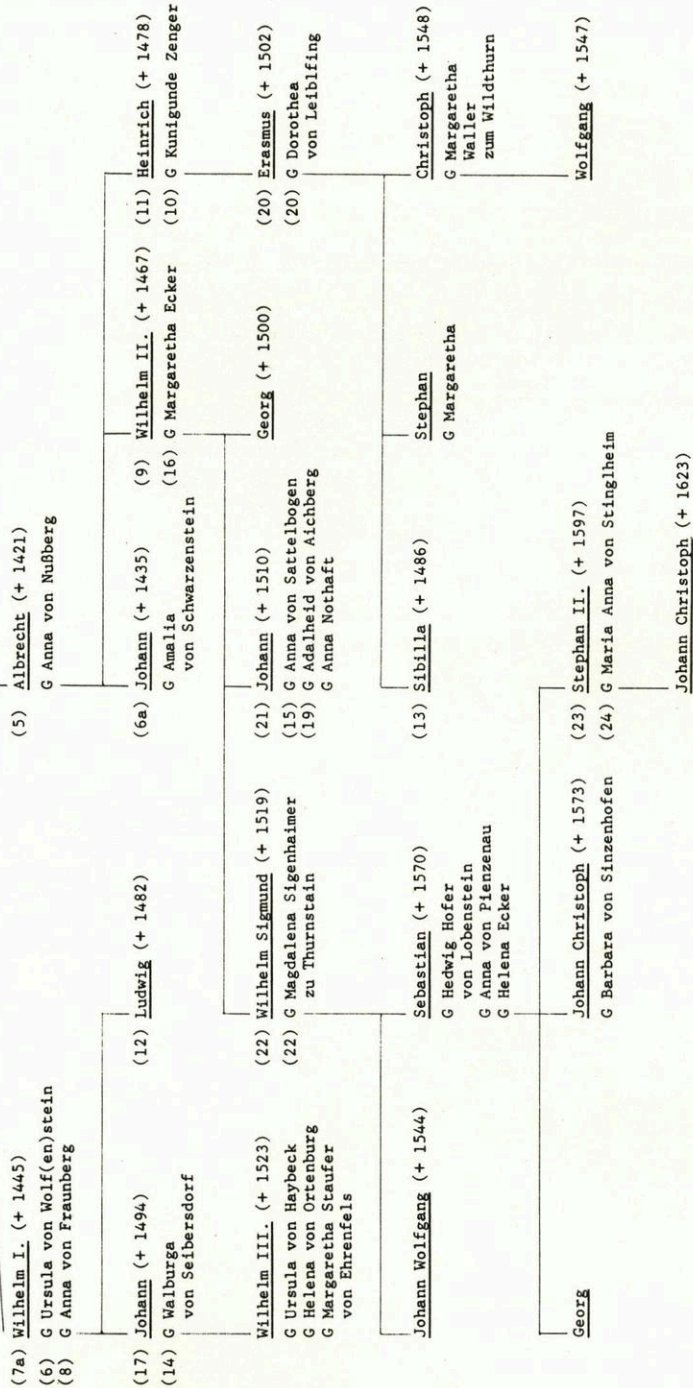 (7a) Wilhelm I. (+ 1445)
(6) G Ursula von Wolf(en)stein
(8) G Anna von Fraunberg
(5) Albrecht (+ 1421)
G Anna von Nußberg
(17) Johann (+ 1494)
(14) G Walburga
von Seibersdorf
(12) Ludwig (+ 1482)
(6a) Johann (+ 1435)
G Amalia
von Schwarzenstein
(9) Wilhelm II. (+ 1467)
(16) G Margaretha Ecker
(11) Heinrich (+ 1478)
(10) G Kunigunde Zenger
Wilhelm III. (+ 1523)
G Ursula von Haybeck
G Helena von Ortenburg
G Margaretha Staufer
von Ehrenfels
(22) Wilhelm Sigmund (+ 1519)
(22) G Magdalena Sigenhaimer
zu Thurnstain
(21) Johann (+ 1510)
(15) G Anna von Sattelbogen
(19) G Adalheid von Aichberg
G Anna Nothaft
Georg (+ 1500)
(20) Erasmus (+ 1502)
(20) G Dorothea
von Leiblfing
Johann Wolfgang (+ 1544)
Sebastian (+ 1570)
G Hedwig Hofer
von Lobenstein
G Anna von Pienzenau
G Helena Ecker
(13) Sibilla (+ 1486)
Stephan
G Margaretha
Christoph (+ 1548)
G Margaretha
Waller
zum Wildthurn
Georg
Johann Christoph (+ 1573)
G Barbara von Sinzenhofen
(23) Stephan II. (+ 1597)
(24) G Maria Anna von Stinglheim
Wolfgang (+ 1547)
Johann Christoph (+ 1623)